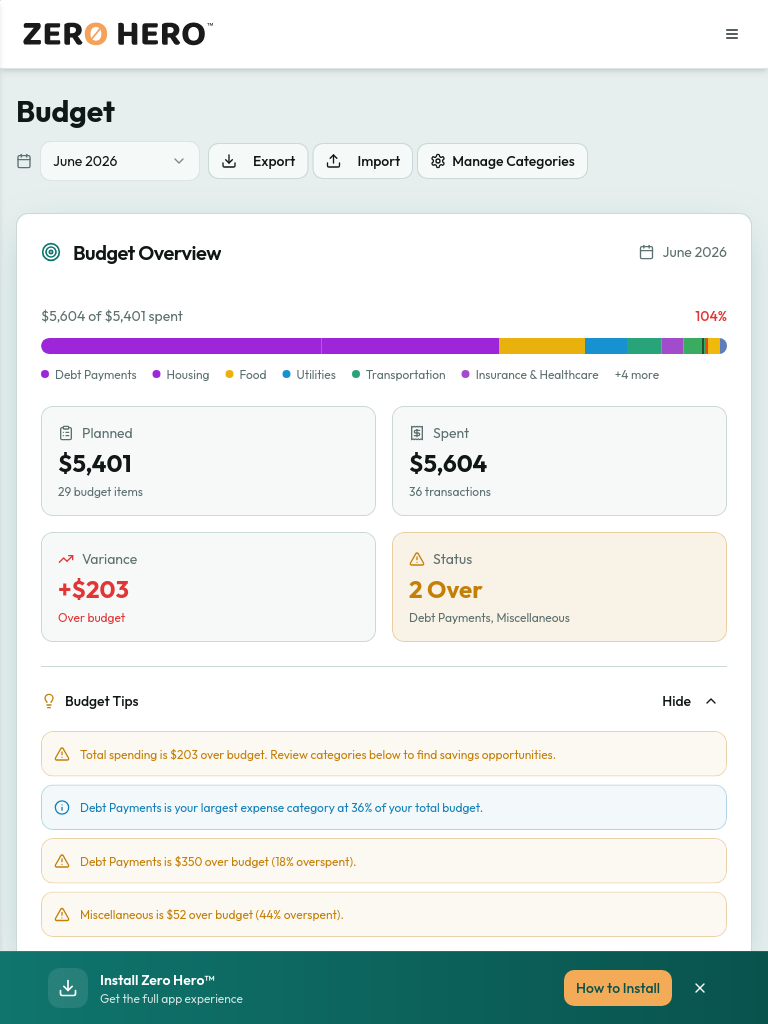 ZERO HERO™
Budget
June 2026
Export
Import
Manage Categories
Budget Overview
June 2026
$5,604 of $5,401 spent
104%
Debt Payments
Housing
Food
Utilities
Transportation
Insurance & Healthcare
+4 more
Planned
$5,401
29 budget items
Spent
$5,604
36 transactions
Variance
+$203
Over budget
Status
2 Over
Debt Payments, Miscellaneous
Budget Tips
Hide
Total spending is $203 over budget. Review categories below to find savings opportunities.
Debt Payments is your largest expense category at 36% of your total budget.
Debt Payments is $350 over budget (18% overspent).
Miscellaneous is $52 over budget (44% overspent).
Install Zero Hero™
Get the full app experience
How to Install